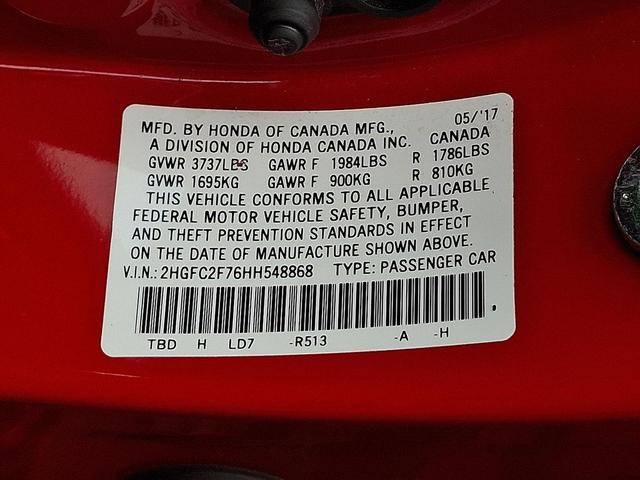 MFD. BY HONDA OF CANADA MFG., 05/'17
A DIVISION OF HONDA CANADA INC. CANADA
GVWR 3737LBS GAWR F 1984LBS R 1786LBS
GVWR 1695KG GAWR F 900KG R 810KG
THIS VEHICLE CONFORMS TO ALL APPLICABLE
FEDERAL MOTOR VEHICLE SAFETY, BUMPER,
AND THEFT PREVENTION STANDARDS IN EFFECT
ON THE DATE OF MANUFACTURE SHOWN ABOVE.
V.I.N.: 2HGFC2F76HH548868 TYPE: PASSENGER CAR
TBD H LD7 -R513 -A -H